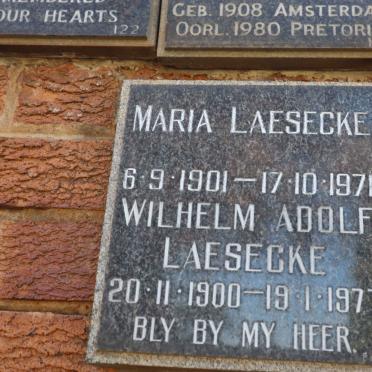 OUR HEARTS
122
GEB. 1908 AMSTERDA
OORL. 1980 PRETORI
MARIA LAESECKE
6·9·1901—17·10·1971
WILHELM ADOLF
LAESECKE
20·11·1900—19·1·197
BLY BY MY HEER.